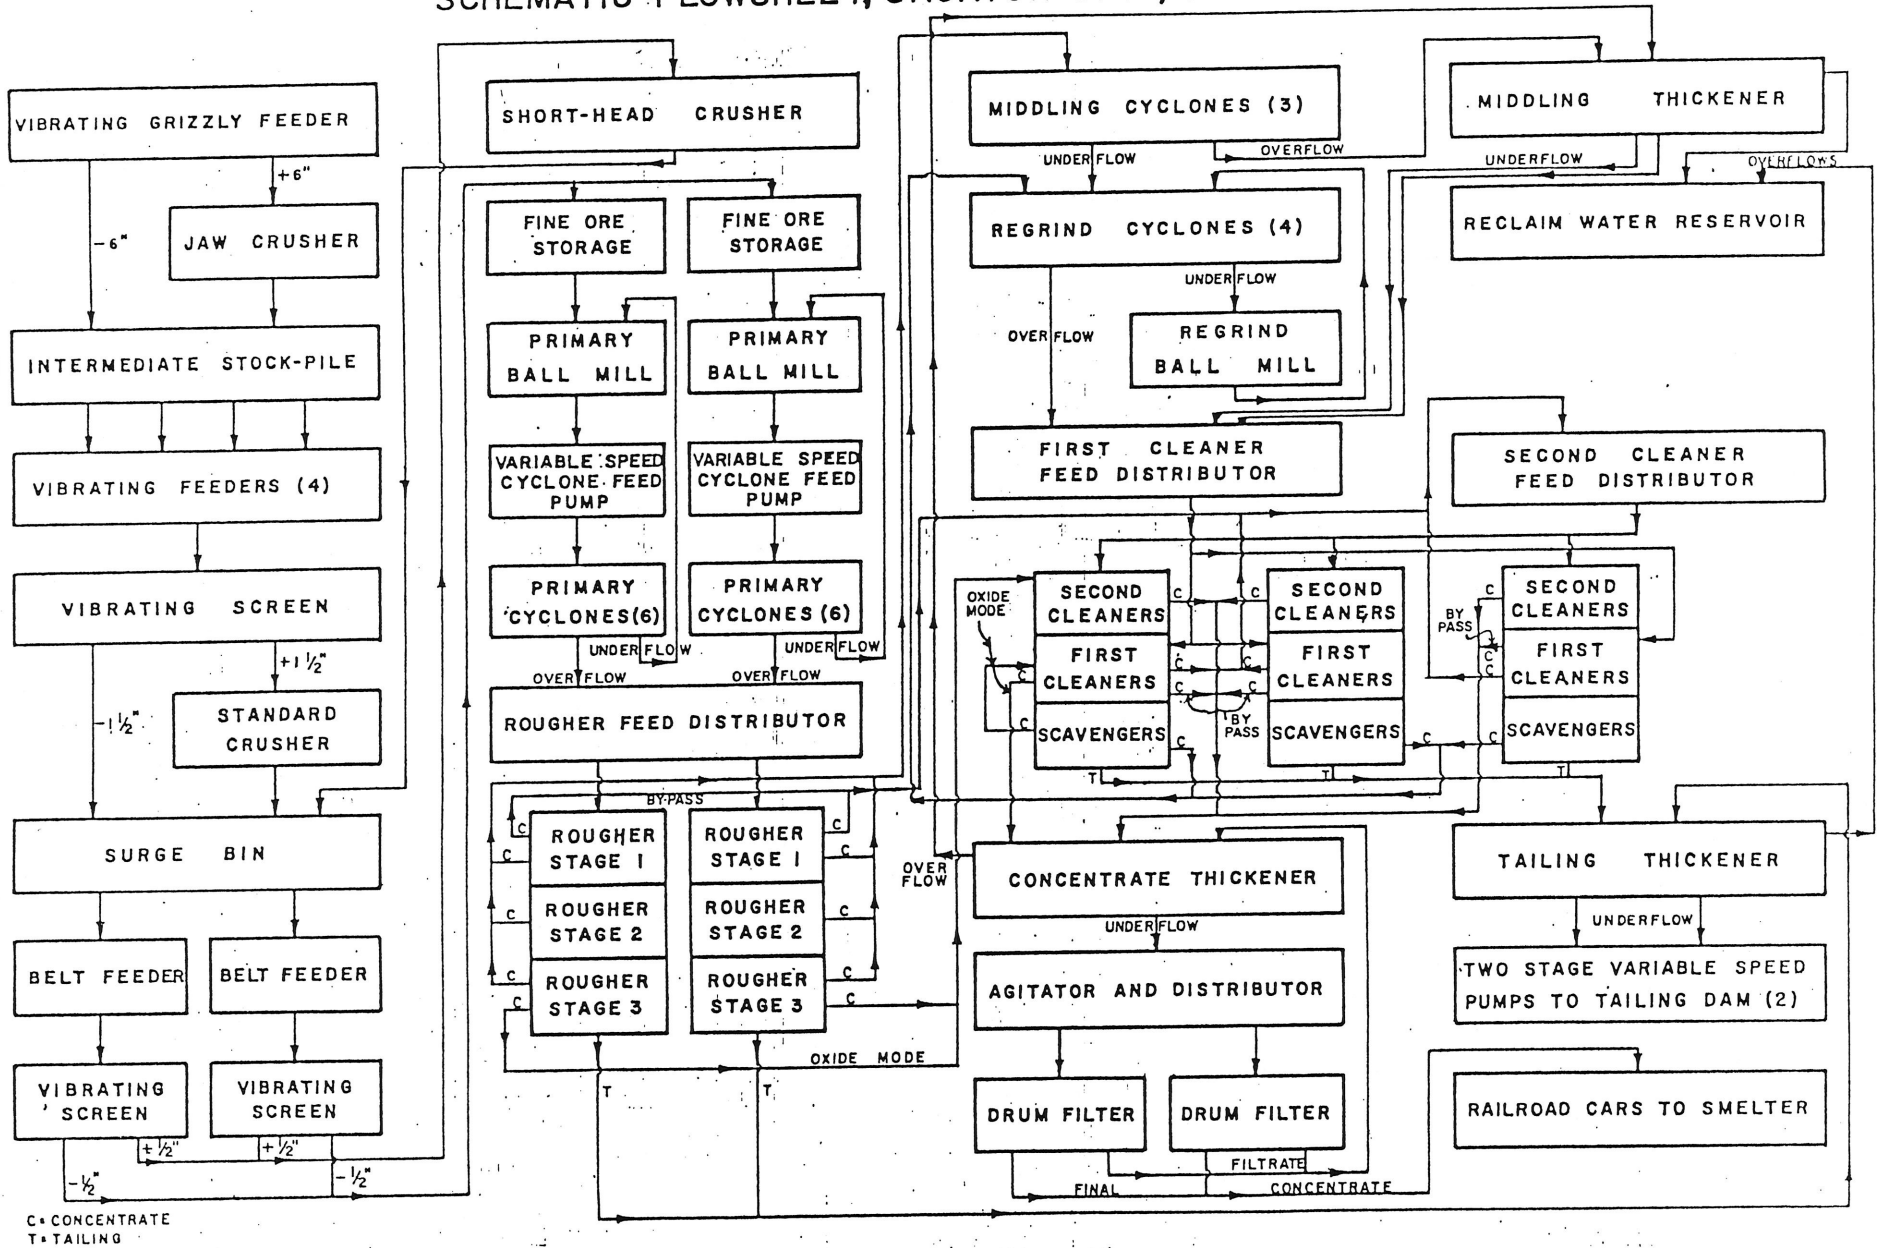 SCHEMATIC FLOWSHEET,
VIBRATING GRIZZLY FEEDER
+6"
-6"
JAW CRUSHER
INTERMEDIATE STOCK-PILE
VIBRATING FEEDERS (4)
VIBRATING SCREEN
+1 1/2"
-1 1/2"
STANDARD
CRUSHER
SURGE BIN
BELT FEEDER
BELT FEEDER
VIBRATING
SCREEN
VIBRATING
SCREEN
+1/2"
+1/2"
-1/2"
-1/2"
C= CONCENTRATE
T= TAILING
SHORT-HEAD CRUSHER
FINE ORE
STORAGE
FINE ORE
STORAGE
PRIMARY
BALL MILL
PRIMARY
BALL MILL
VARIABLE SPEED
CYCLONE FEED
PUMP
VARIABLE SPEED
CYCLONE FEED
PUMP
PRIMARY
CYCLONES (6)
PRIMARY
CYCLONES (6)
UNDERFLOW
UNDERFLOW
OVERFLOW
OVERFLOW
ROUGHER FEED DISTRIBUTOR
BY-PASS
C
C
C
C
C
ROUGHER
STAGE 1
ROUGHER
STAGE 2
ROUGHER
STAGE 3
ROUGHER
STAGE 1
ROUGHER
STAGE 2
ROUGHER
STAGE 3
C
C
C
C
C
OXIDE MODE
T
T
MIDDLING CYCLONES (3)
UNDERFLOW
OVERFLOW
REGRIND CYCLONES (4)
UNDERFLOW
OVERFLOW
REGRIND
BALL MILL
FIRST CLEANER
FEED DISTRIBUTOR
OXIDE
MODE
SECOND
CLEANERS
FIRST
CLEANERS
SCAVENGERS
C
C
C
C
C
C
T
BY
PASS
C
C
C
SECOND
CLEANERS
FIRST
CLEANERS
SCAVENGERS
C
T
BY
PASS
C
C
C
C
SECOND
CLEANERS
FIRST
CLEANERS
SCAVENGERS
T
OVER
FLOW
CONCENTRATE THICKENER
UNDERFLOW
AGITATOR AND DISTRIBUTOR
DRUM FILTER
DRUM FILTER
FILTRATE
FINAL CONCENTRATE
MIDDLING THICKENER
UNDERFLOW
OVERFLOWS
RECLAIM WATER RESERVOIR
SECOND CLEANER
FEED DISTRIBUTOR
TAILING THICKENER
UNDERFLOW
TWO STAGE VARIABLE SPEED
PUMPS TO TAILING DAM (2)
RAILROAD CARS TO SMELTER